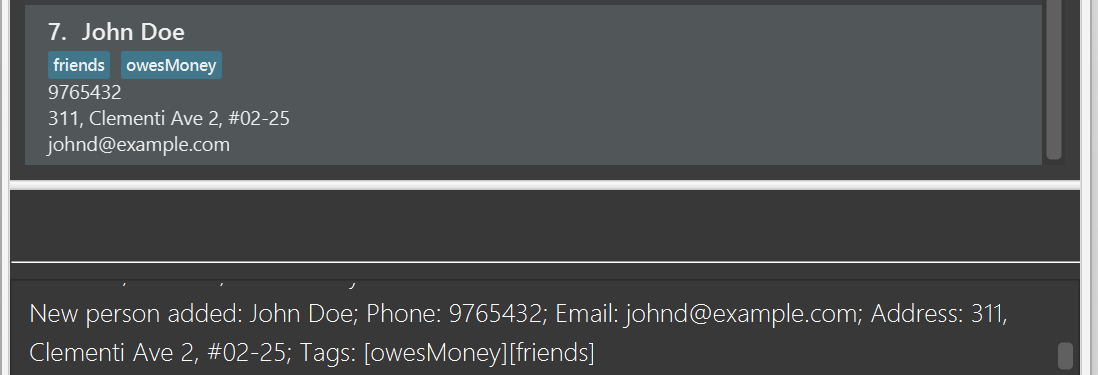 7. John Doe
friends owesMoney
9765432
311, Clementi Ave 2, #02-25
johnd@example.com
New person added: John Doe; Phone: 9765432; Email: johnd@example.com; Address: 311,
Clementi Ave 2, #02-25; Tags: [owesMoney][friends]